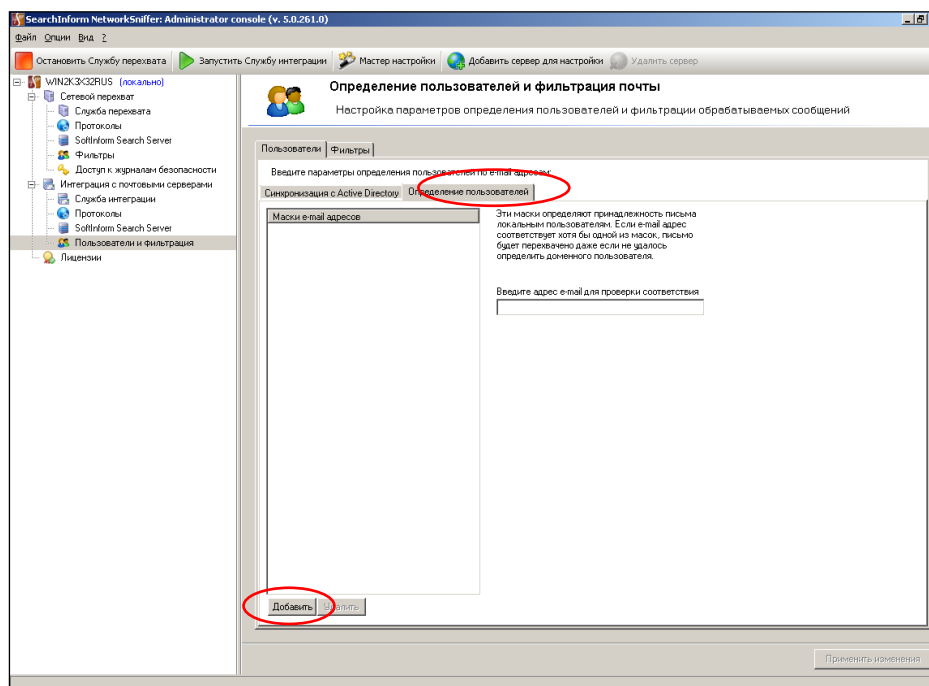 SearchInform NetworkSniffer: Administrator console (v. 5.0.261.0)
Файл Опции Вид ?
Остановить Службу перехвата Запустить Службу интеграции Мастер настройки Добавить сервер для настройки Удалить сервер
WIN2K3X32RUS (локально)
Сетевой перехват
Служба перехвата
Протоколы
SoftInform Search Server
Фильтры
Доступ к журналам безопасности
Интеграция с почтовыми серверами
Служба интеграции
Протоколы
SoftInform Search Server
Пользователи и фильтрация
Лицензии
Определение пользователей и фильтрация почты
Настройка параметров определения пользователей и фильтрации обрабатываемых сообщений
Пользователи Фильтры
Введите параметры определения пользователей по e-mail адресам:
Синхронизация с Active Directory Определение пользователей
Маски e-mail адресов
Эти маски определяют принадлежность письма
локальным пользователям. Если e-mail адрес
соответствует хотя бы одной из масок, письмо
будет перехвачено даже если не удалось
определить доменного пользователя.
Введите адрес e-mail для проверки соответствия
Добавить Удалить
Применить изменения